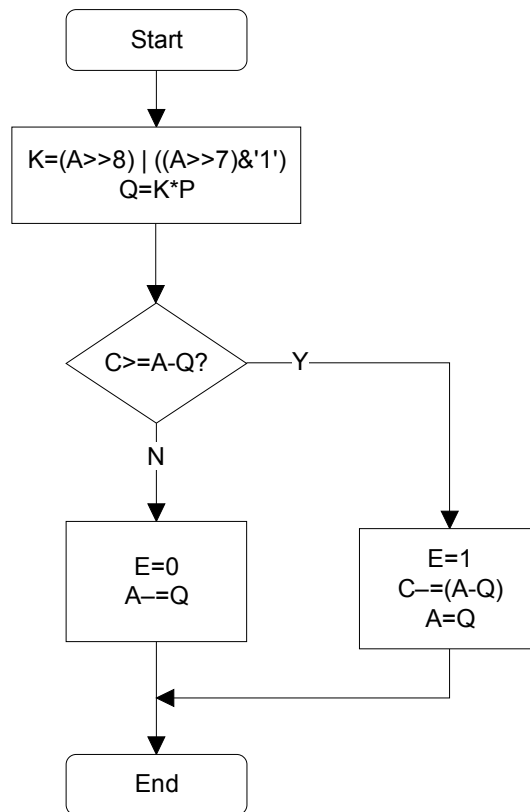 Start
K=(A>>8) | ((A>>7)&'1')
Q=K*P
C>=A-Q?
Y
N
E=0
A–=Q
E=1
C–=(A-Q)
A=Q
End